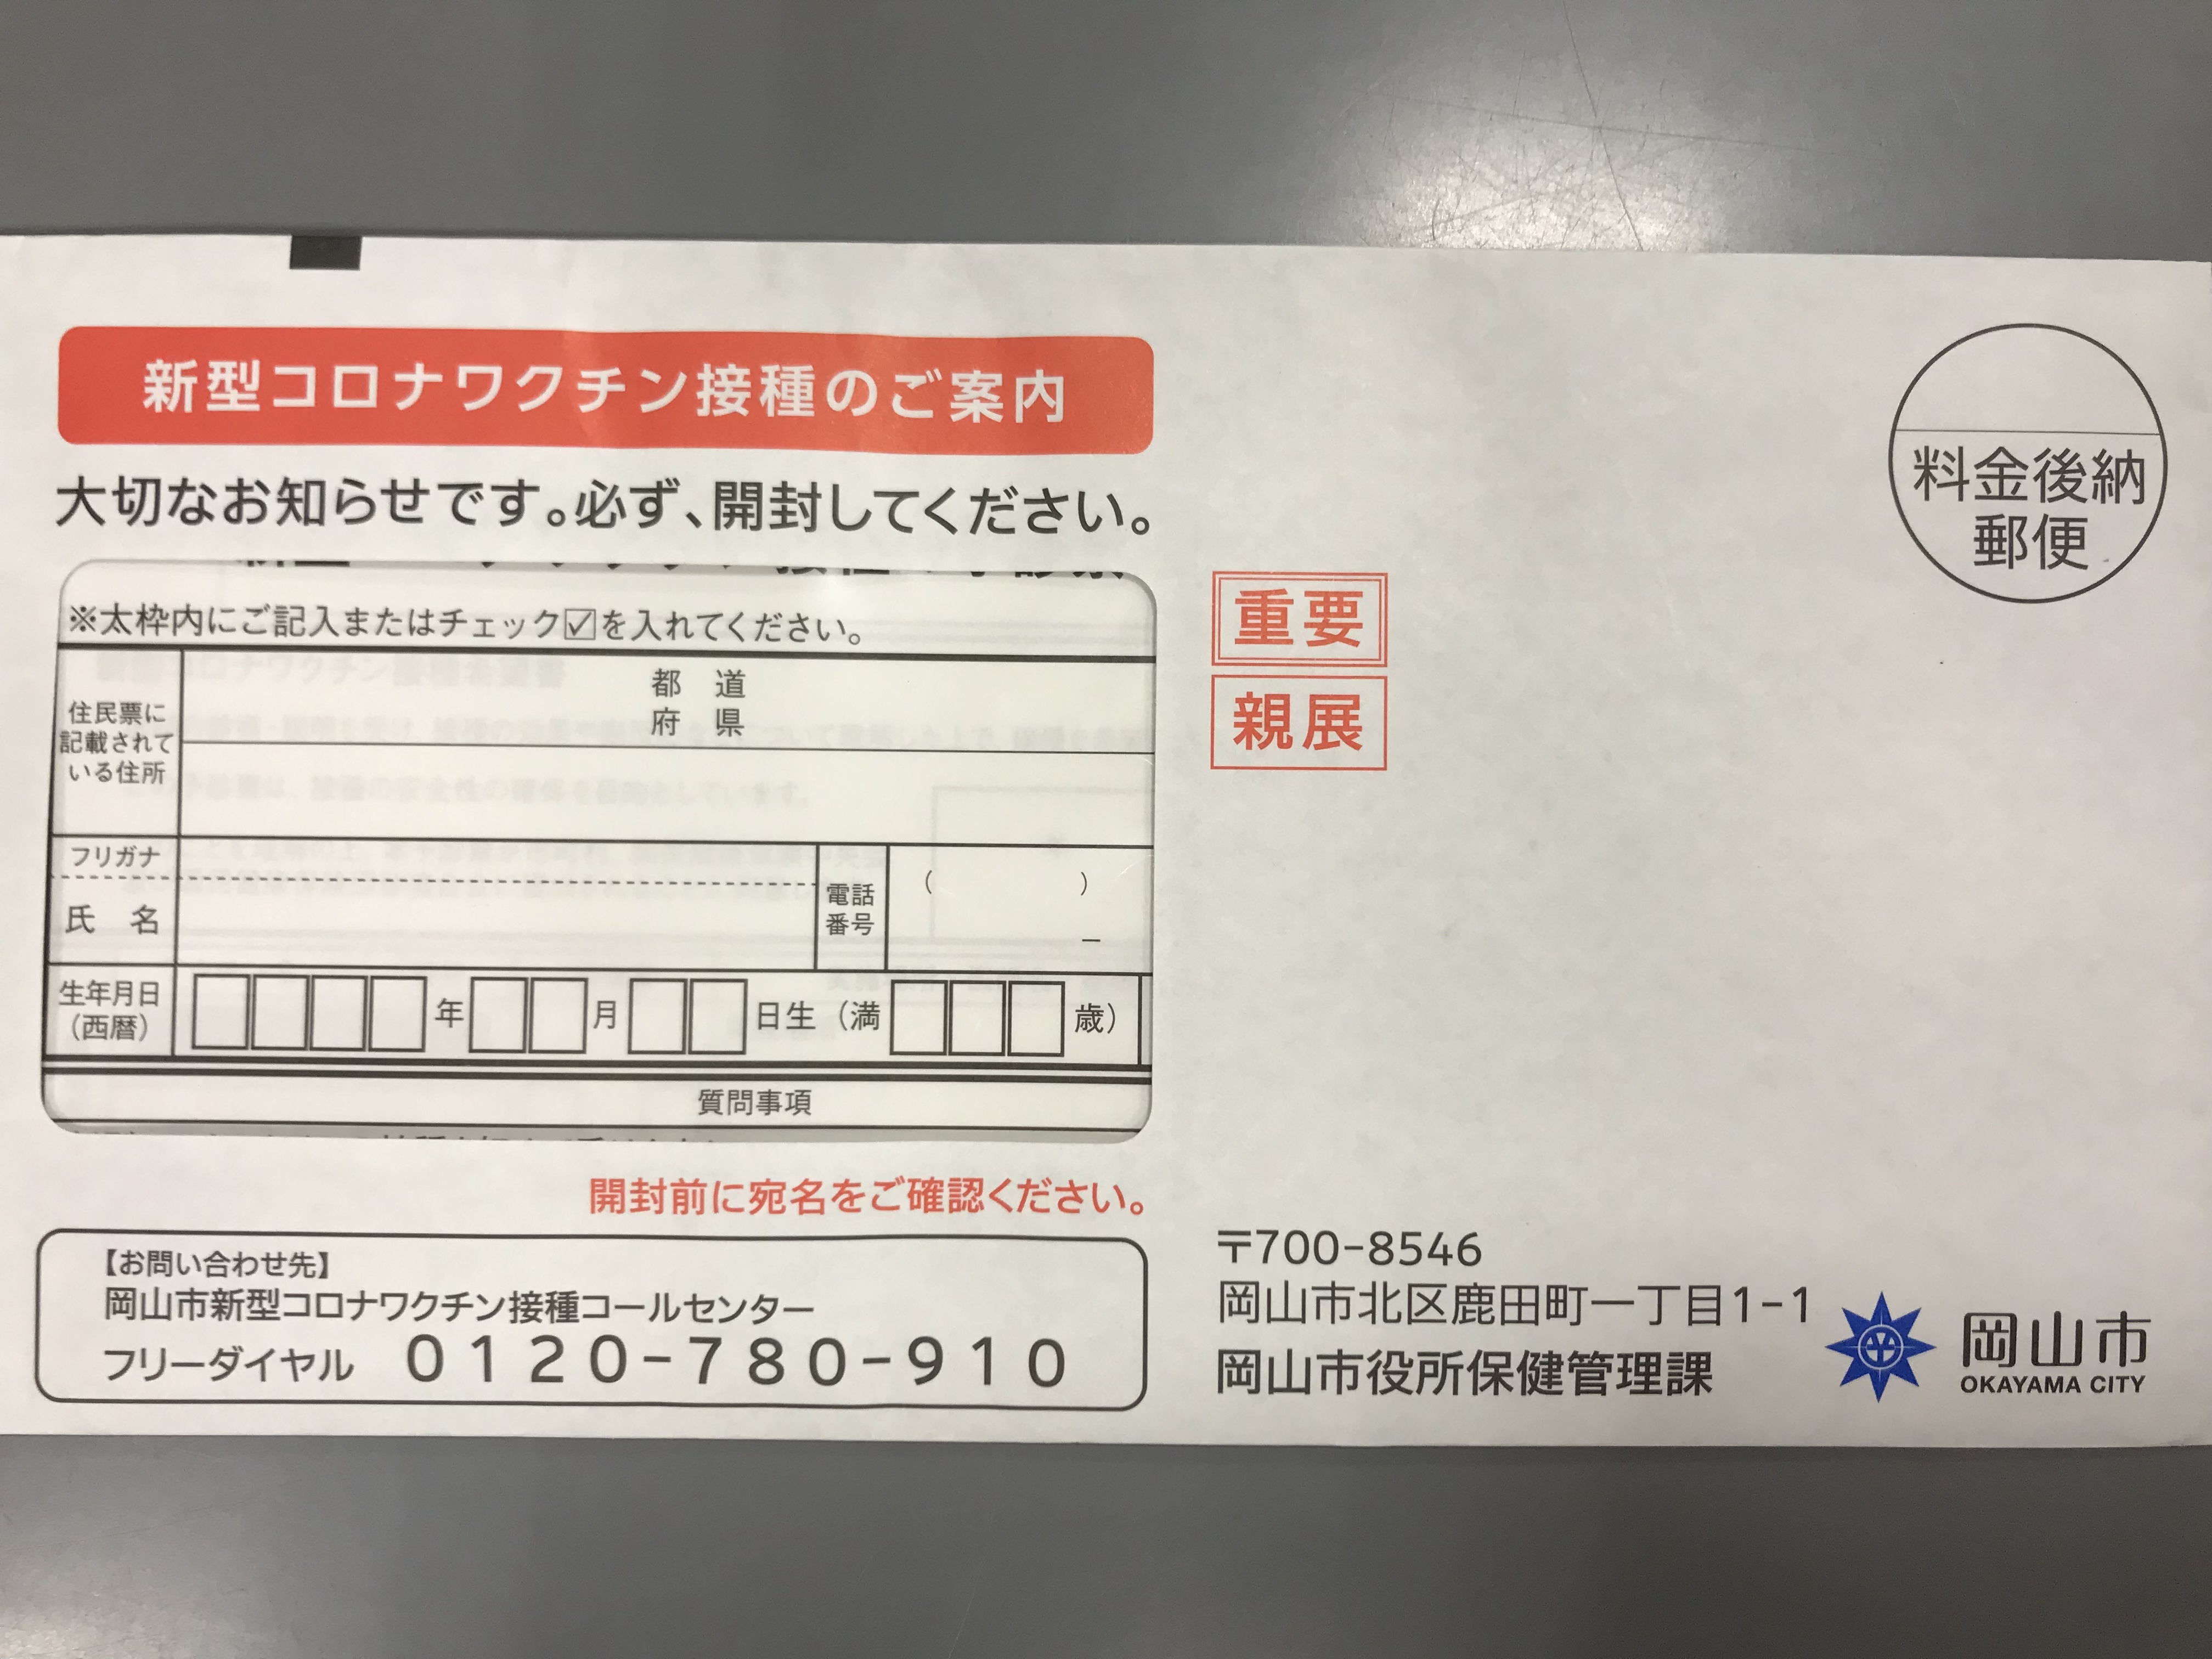 新型コロナワクチン接種のご案内
大切なお知らせです。必ず、開封してください。
※太枠内にご記入またはチェック☑を入れてください。
住民票に
記載されて
いる住所
都 道
府 県
フリガナ
氏 名
電話
番号
( )
−
生年月日
(西暦)
年 月 日生 (満 歳)
質問事項
開封前に宛名をご確認ください。
【お問い合わせ先】
岡山市新型コロナワクチン接種コールセンター
フリーダイヤル 0120-780-910
料金後納
郵便
重要
親展
〒700-8546
岡山市北区鹿田町一丁目1-1
岡山市役所保健管理課
岡山市
OKAYAMA CITY